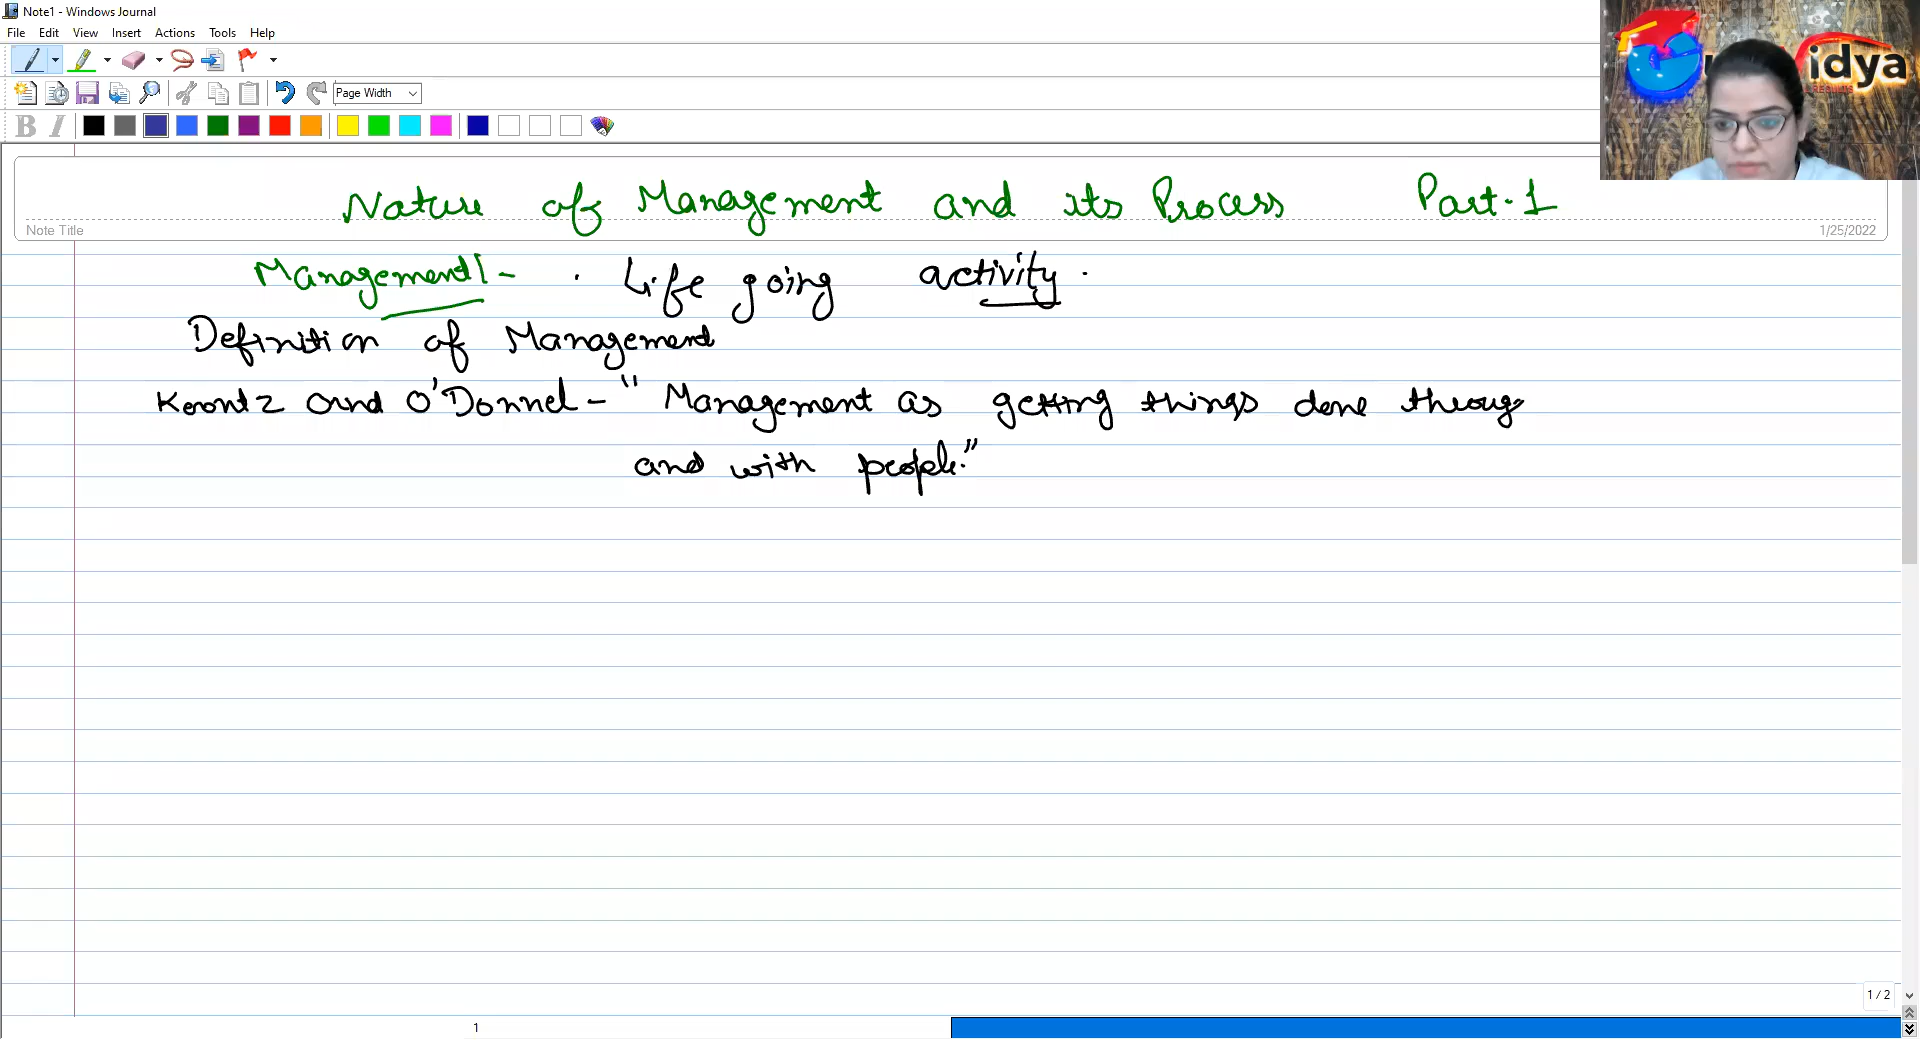 Note1 - Windows Journal
File Edit View Insert Actions Tools Help
Page Width
B I
idya
RESULTS
Nature of Management and its Process Part-1
Note Title
1/25/2022
Management - . Life going activity.
Definition of Management
Koontz and O'Donnel - " Management as getting things done throug
and with people."
1 / 2
1